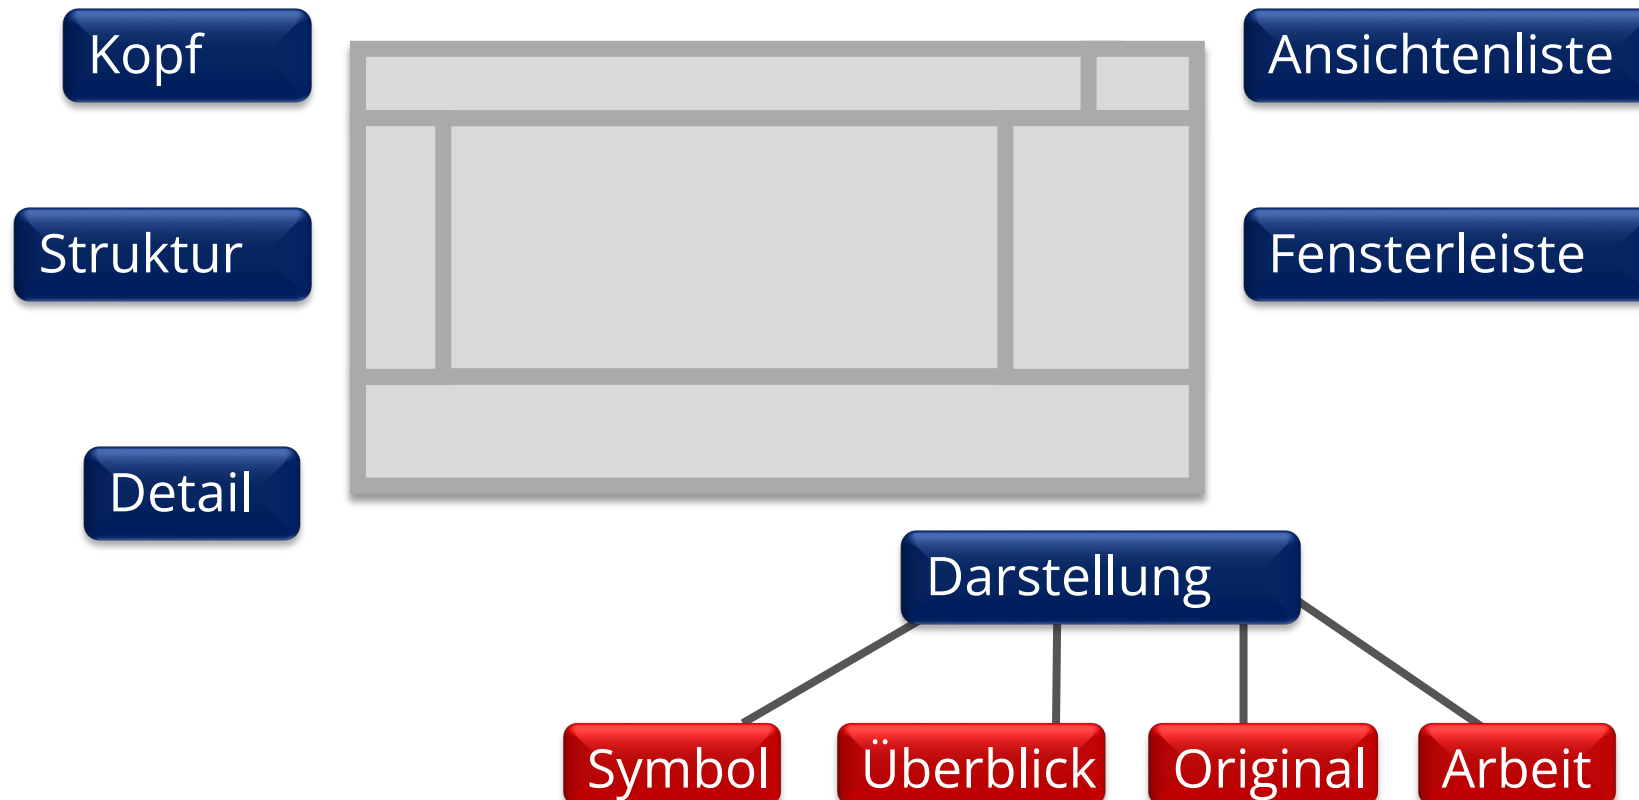 Kopf
Ansichtenliste
Struktur
Fensterleiste
Detail
Darstellung
Symbol
Überblick
Original
Arbeit